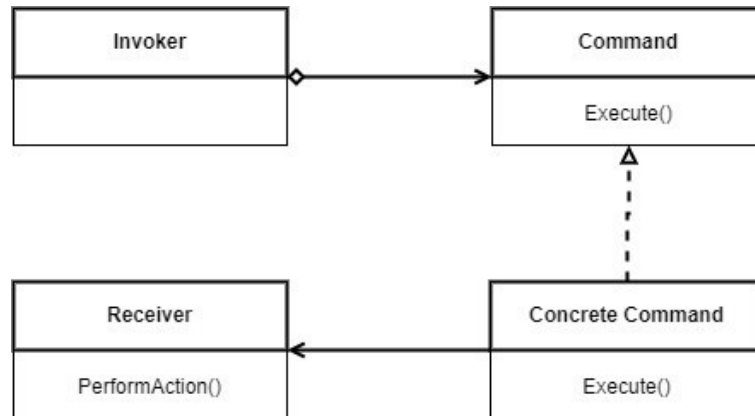 Invoker
Command
Execute()
Receiver
Concrete Command
PerformAction()
Execute()